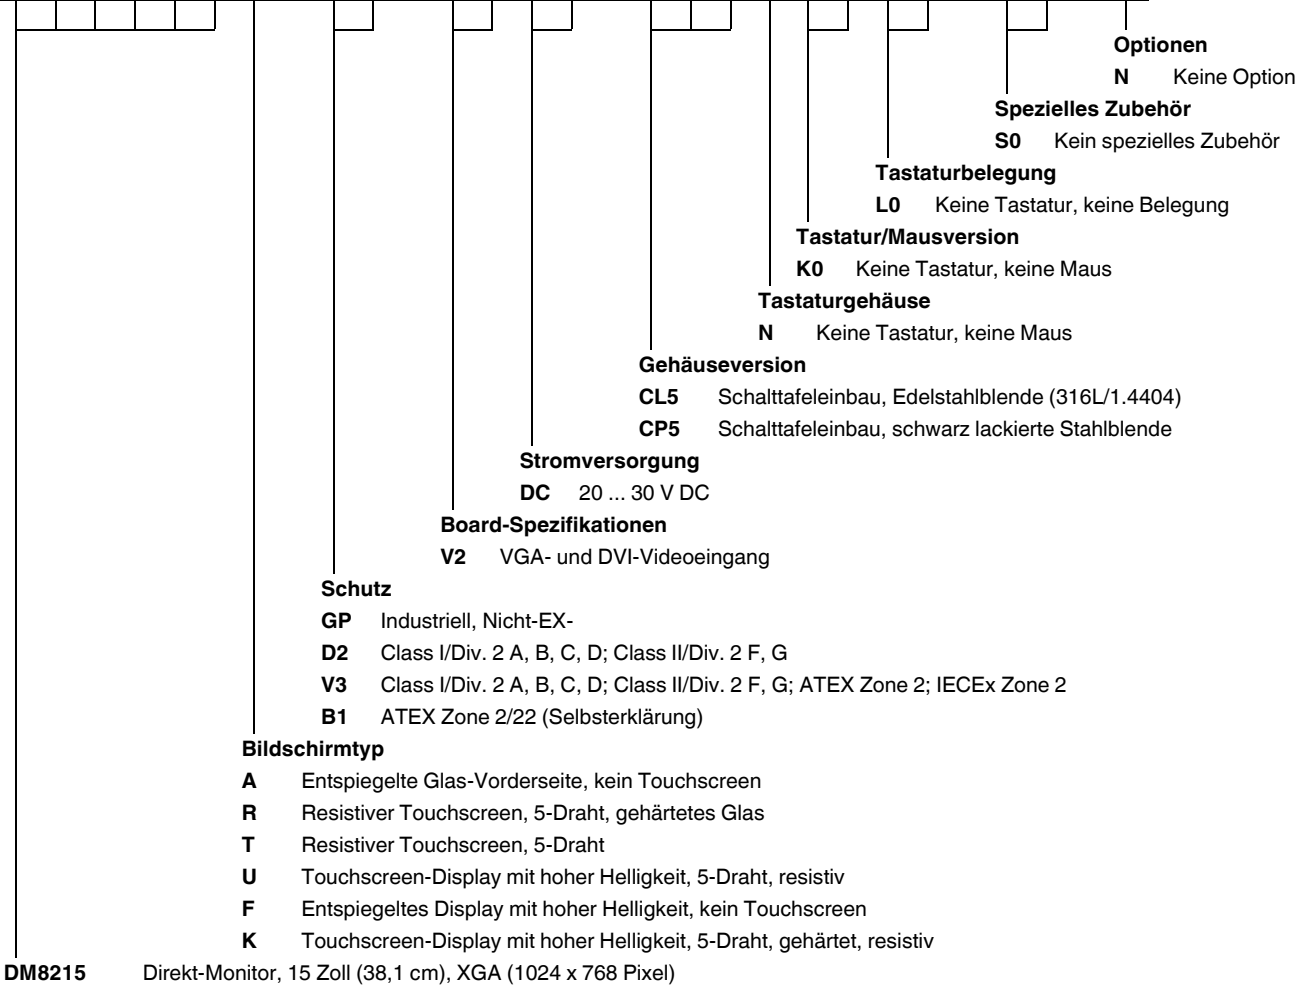 Optionen
N Keine Option
Spezielles Zubehör
S0 Kein spezielles Zubehör
Tastaturbelegung
L0 Keine Tastatur, keine Belegung
Tastatur/Mausversion
K0 Keine Tastatur, keine Maus
Tastaturgehäuse
N Keine Tastatur, keine Maus
Gehäuseversion
CL5 Schalttafeleinbau, Edelstahlblende (316L/1.4404)
CP5 Schalttafeleinbau, schwarz lackierte Stahlblende
Stromversorgung
DC 20 ... 30 V DC
Board-Spezifikationen
V2 VGA- und DVI-Videoeingang
Schutz
GP Industriell, Nicht-EX-
D2 Class I/Div. 2 A, B, C, D; Class II/Div. 2 F, G
V3 Class I/Div. 2 A, B, C, D; Class II/Div. 2 F, G; ATEX Zone 2; IECEx Zone 2
B1 ATEX Zone 2/22 (Selbsterklärung)
Bildschirmtyp
A Entspiegelte Glas-Vorderseite, kein Touchscreen
R Resistiver Touchscreen, 5-Draht, gehärtetes Glas
T Resistiver Touchscreen, 5-Draht
U Touchscreen-Display mit hoher Helligkeit, 5-Draht, resistiv
F Entspiegeltes Display mit hoher Helligkeit, kein Touchscreen
K Touchscreen-Display mit hoher Helligkeit, 5-Draht, gehärtet, resistiv
DM8215 Direkt-Monitor, 15 Zoll (38,1 cm), XGA (1024 x 768 Pixel)